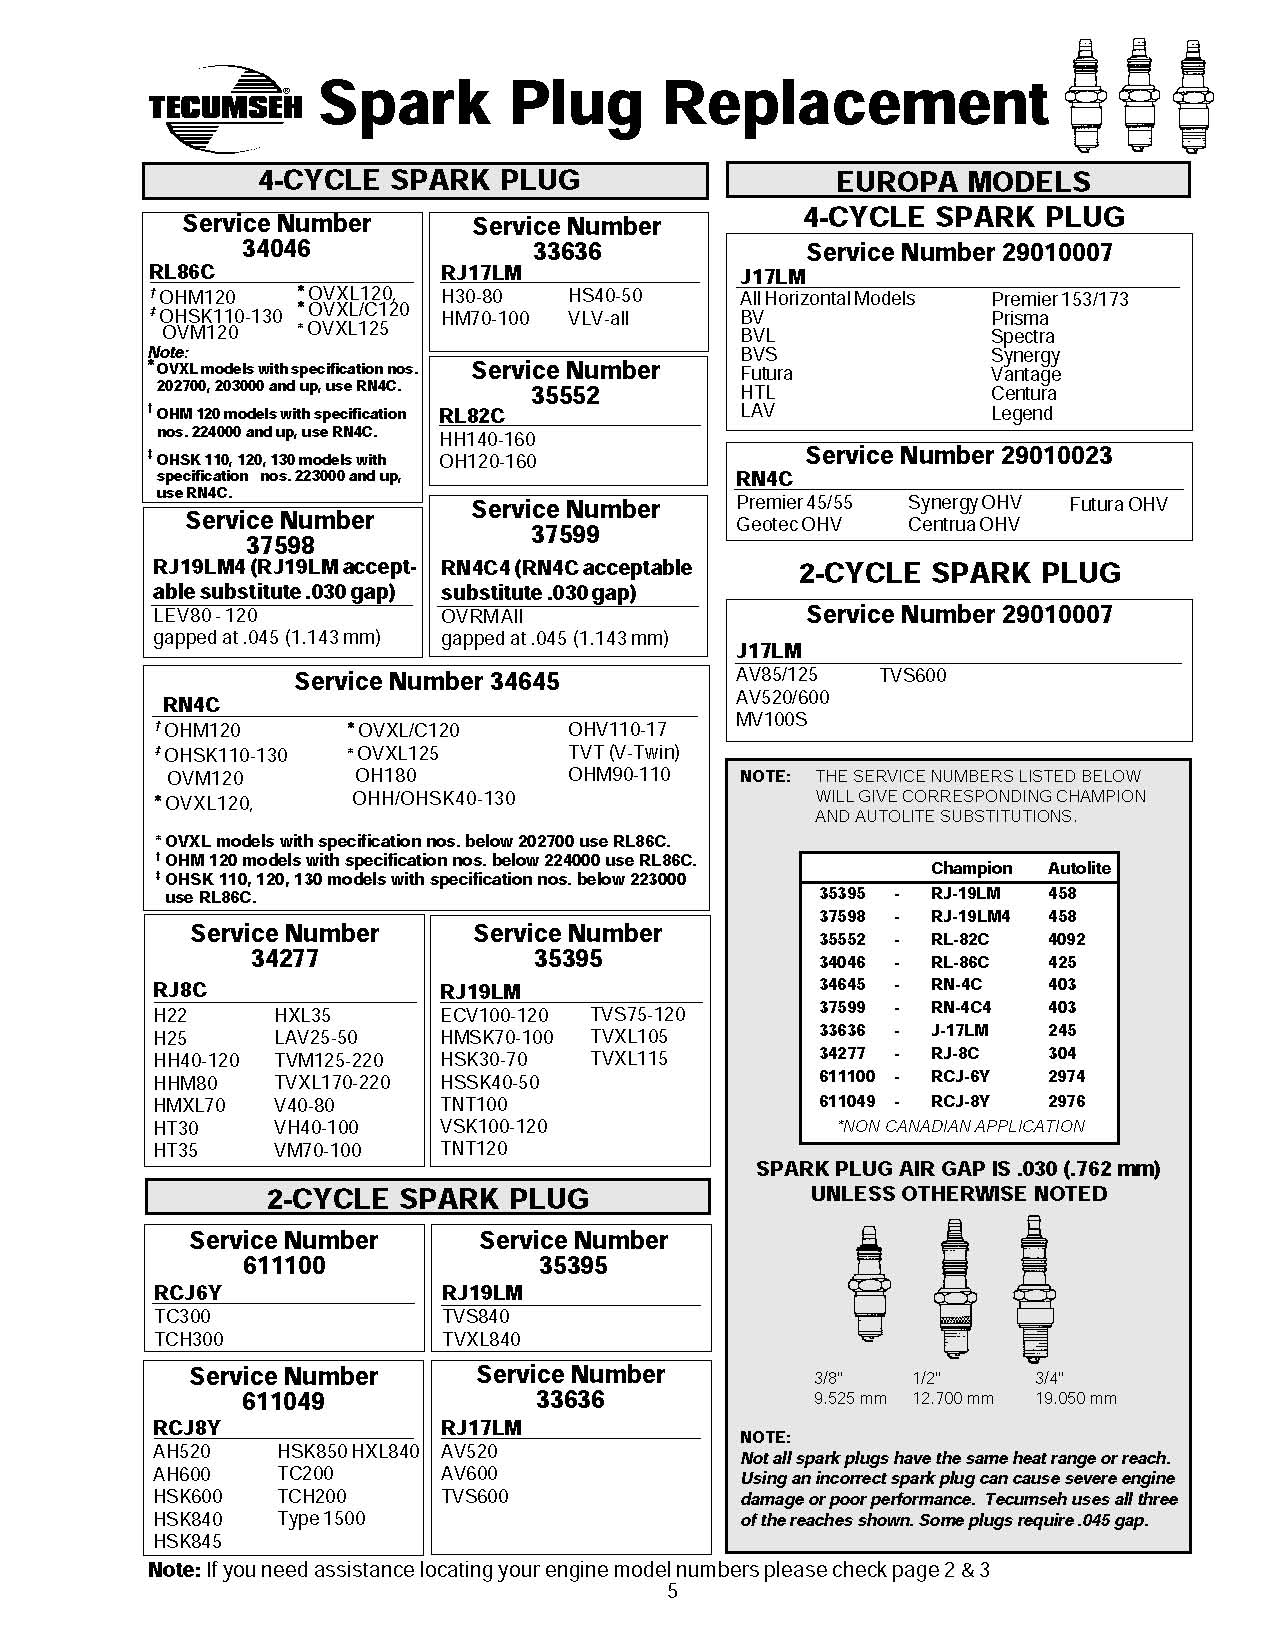 TECUMSEH® Spark Plug Replacement
4-CYCLE SPARK PLUG
Service Number
34046
RL86C
† OHM120 * OVXL120,
‡ OHSK110-130 * OVXL/C120
OVM120 * OVXL125
Note:
* OVXL models with specification nos.
202700, 203000 and up, use RN4C.
† OHM 120 models with specification
nos. 224000 and up, use RN4C.
‡ OHSK 110, 120, 130 models with
specification nos. 223000 and up,
use RN4C.
Service Number
33636
RJ17LM
H30-80 HS40-50
HM70-100 VLV-all
Service Number
35552
RL82C
HH140-160
OH120-160
Service Number
37598
RJ19LM4 (RJ19LM accept-
able substitute .030 gap)
LEV80 - 120
gapped at .045 (1.143 mm)
Service Number
37599
RN4C4 (RN4C acceptable
substitute .030 gap)
OVRMAll
gapped at .045 (1.143 mm)
Service Number 34645
RN4C
† OHM120 * OVXL/C120 OHV110-17
‡ OHSK110-130 * OVXL125 TVT (V-Twin)
OVM120 OH180 OHM90-110
* OVXL120, OHH/OHSK40-130
* OVXL models with specification nos. below 202700 use RL86C.
† OHM 120 models with specification nos. below 224000 use RL86C.
‡ OHSK 110, 120, 130 models with specification nos. below 223000
use RL86C.
Service Number
34277
RJ8C
H22 HXL35
H25 LAV25-50
HH40-120 TVM125-220
HHM80 TVXL170-220
HMXL70 V40-80
HT30 VH40-100
HT35 VM70-100
Service Number
35395
RJ19LM
ECV100-120 TVS75-120
HMSK70-100 TVXL105
HSK30-70 TVXL115
HSSK40-50
TNT100
VSK100-120
TNT120
2-CYCLE SPARK PLUG
Service Number
611100
RCJ6Y
TC300
TCH300
Service Number
35395
RJ19LM
TVS840
TVXL840
Service Number
611049
RCJ8Y
AH520 HSK850 HXL840
AH600 TC200
HSK600 TCH200
HSK840 Type 1500
HSK845
Service Number
33636
RJ17LM
AV520
AV600
TVS600
EUROPA MODELS
4-CYCLE SPARK PLUG
Service Number 29010007
J17LM
All Horizontal Models Premier 153/173
BV Prisma
BVL Spectra
BVS Synergy
Futura Vantage
HTL Centura
LAV Legend
Service Number 29010023
RN4C
Premier 45/55 Synergy OHV Futura OHV
Geotec OHV Centrua OHV
2-CYCLE SPARK PLUG
Service Number 29010007
J17LM
AV85/125 TVS600
AV520/600
MV100S
NOTE: THE SERVICE NUMBERS LISTED BELOW
WILL GIVE CORRESPONDING CHAMPION
AND AUTOLITE SUBSTITUTIONS.
Champion Autolite
35395 - RJ-19LM 458
37598 - RJ-19LM4 458
35552 - RL-82C 4092
34046 - RL-86C 425
34645 - RN-4C 403
37599 - RN-4C4 403
33636 - J-17LM 245
34277 - RJ-8C 304
611100 - RCJ-6Y 2974
611049 - RCJ-8Y 2976
*NON CANADIAN APPLICATION
SPARK PLUG AIR GAP IS .030 (.762 mm)
UNLESS OTHERWISE NOTED
3/8" 1/2" 3/4"
9.525 mm 12.700 mm 19.050 mm
NOTE:
Not all spark plugs have the same heat range or reach.
Using an incorrect spark plug can cause severe engine
damage or poor performance. Tecumseh uses all three
of the reaches shown. Some plugs require .045 gap.
Note: If you need assistance locating your engine model numbers please check page 2 & 3
5